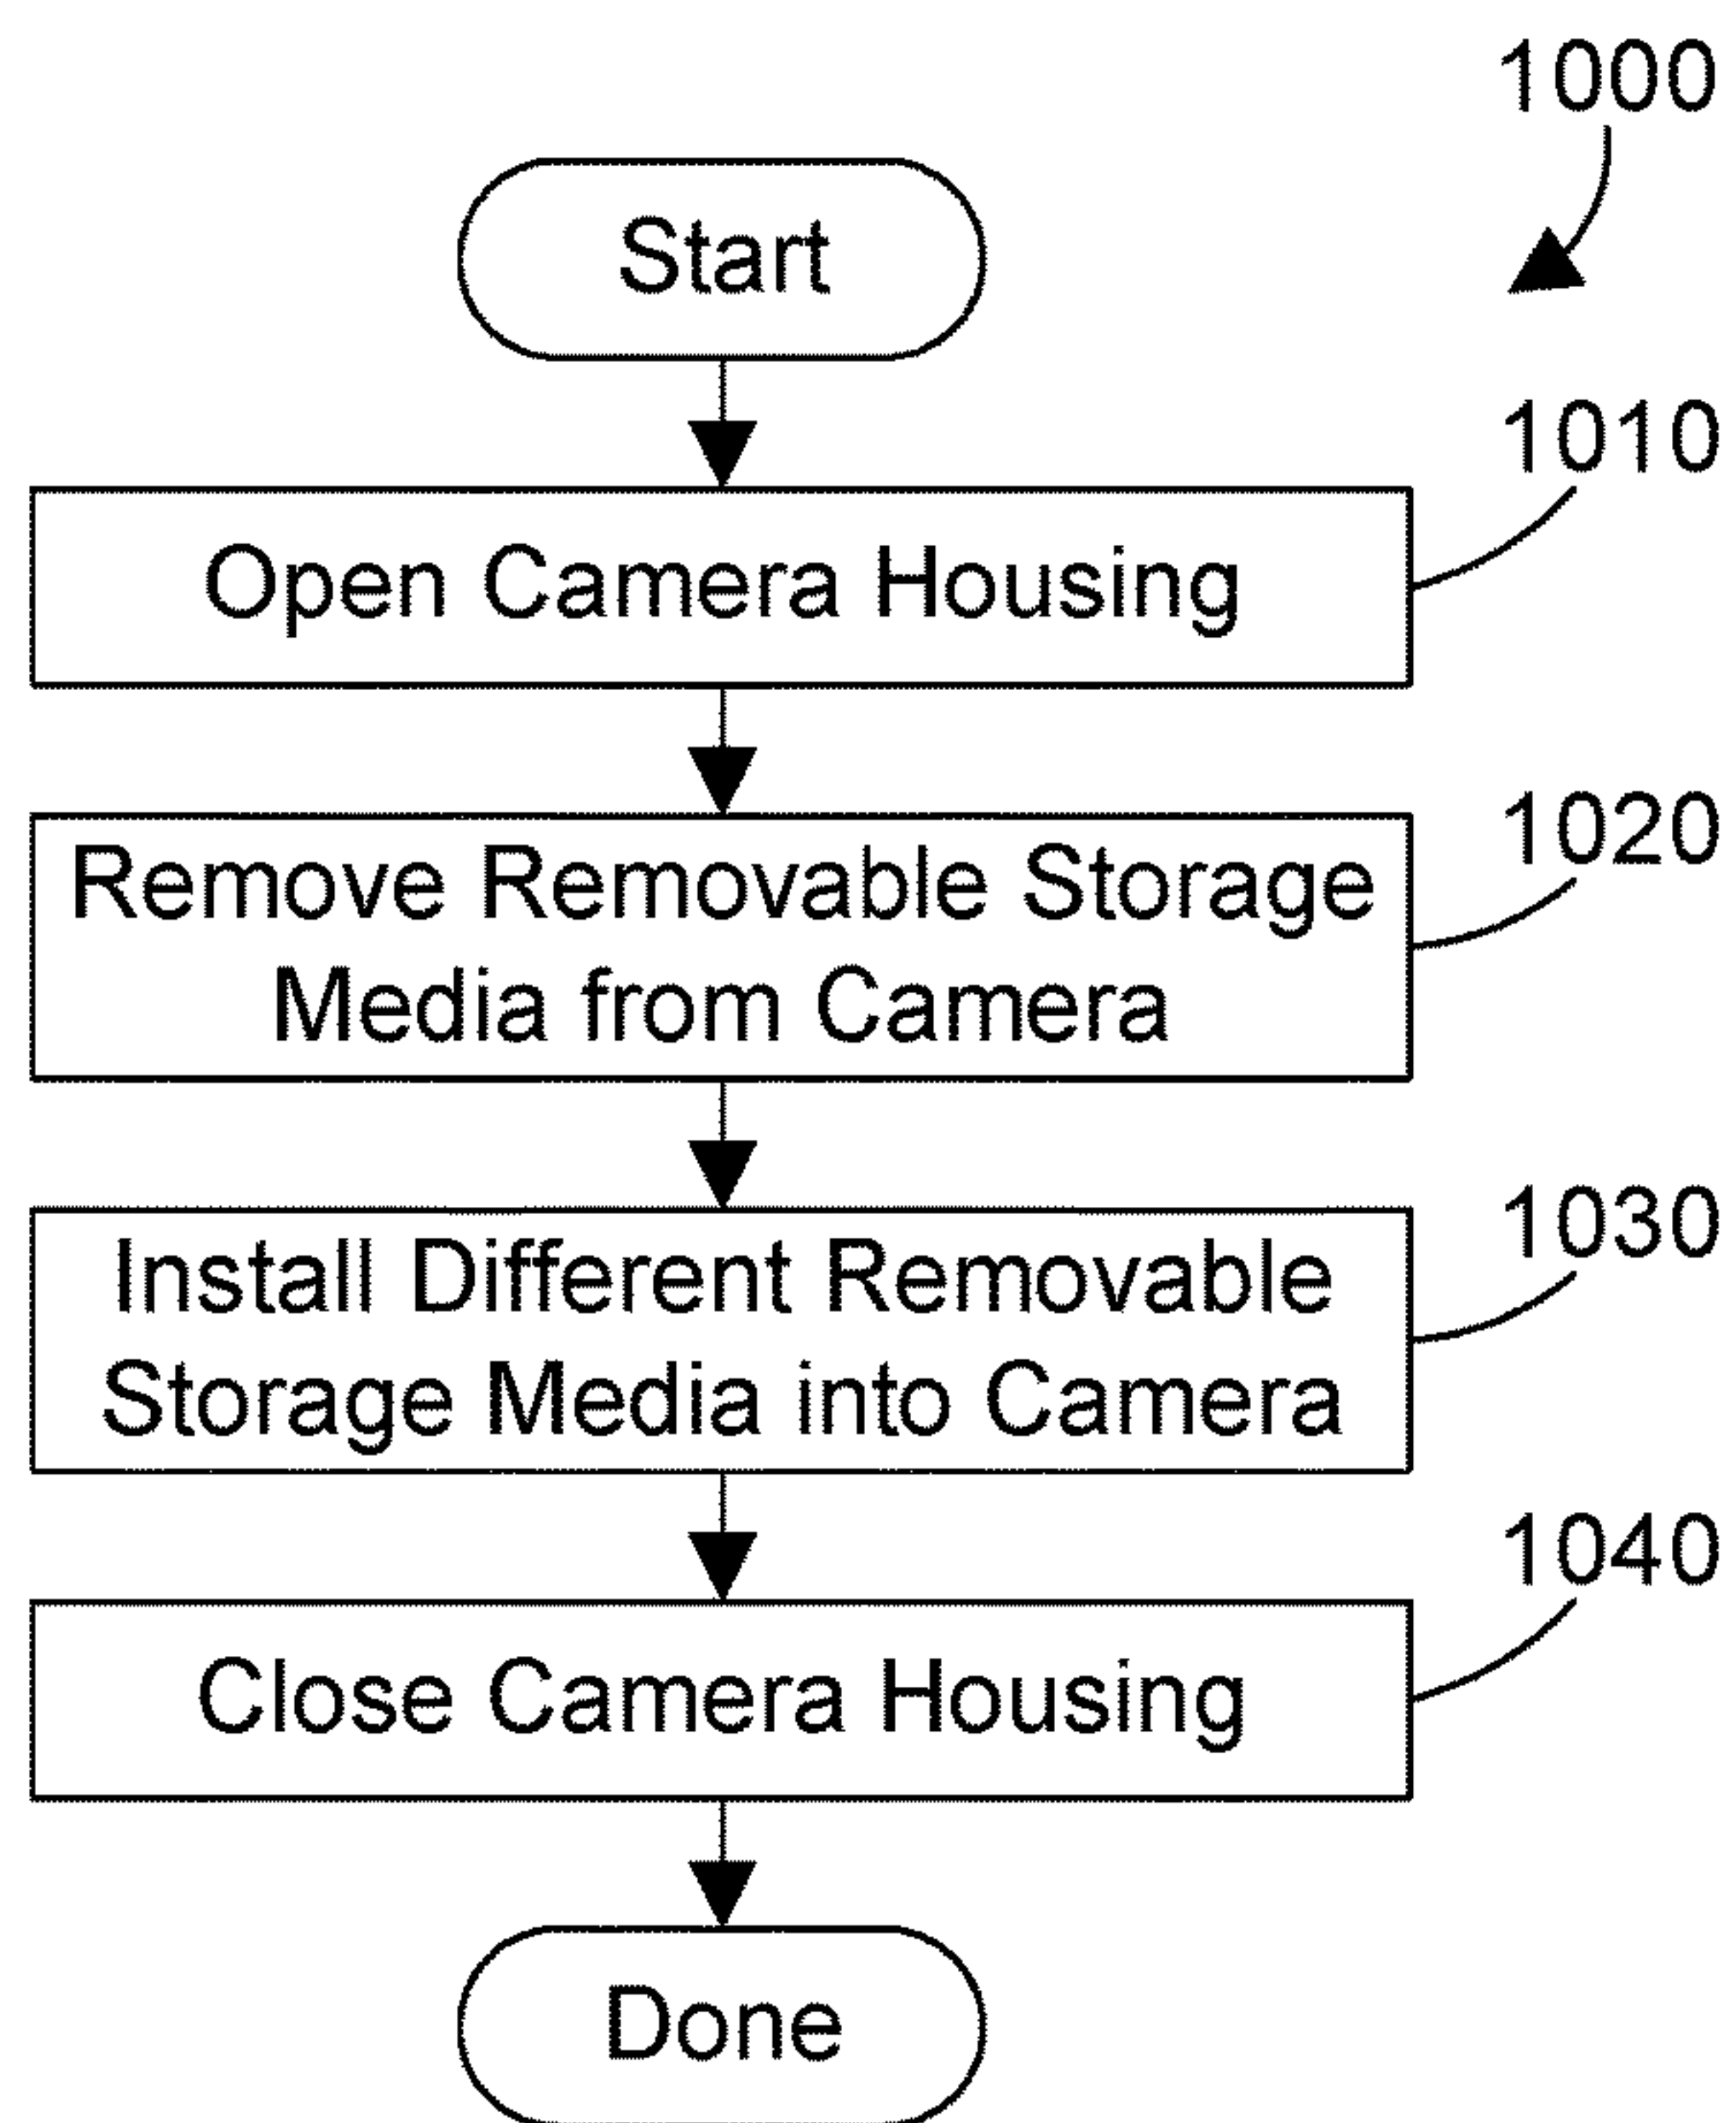 1000
Start
1010
Open Camera Housing
1020
Remove Removable Storage
Media from Camera
1030
Install Different Removable
Storage Media into Camera
1040
Close Camera Housing
Done